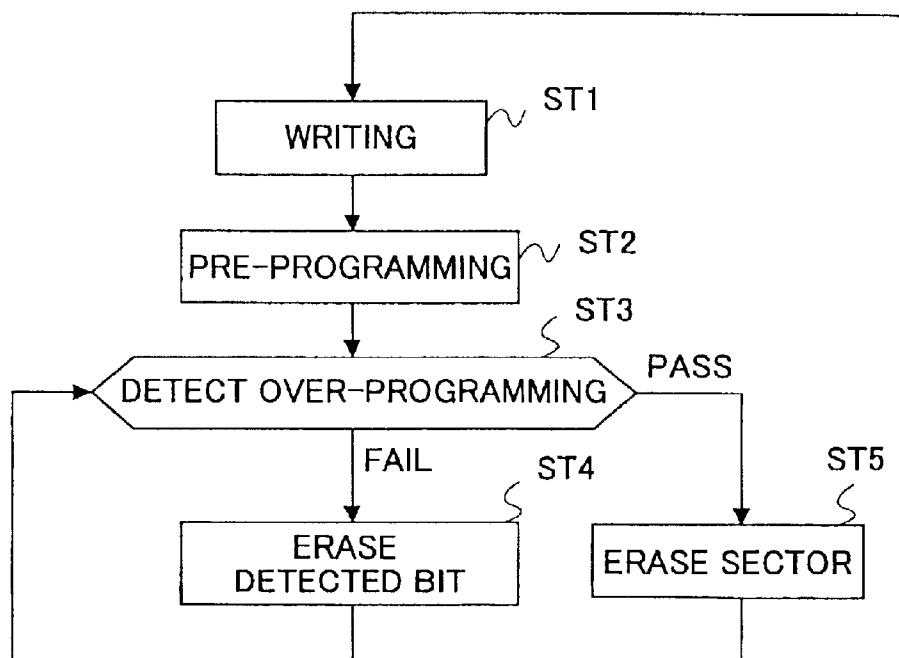 ST1
WRITING
ST2
PRE-PROGRAMMING
ST3
DETECT OVER-PROGRAMMING
PASS
FAIL
ST4
ST5
ERASE
DETECTED BIT
ERASE SECTOR